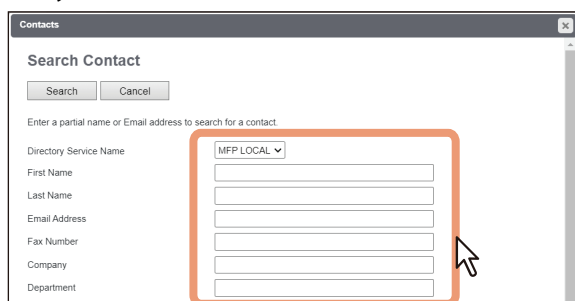 Contacts
Search Contact
Search Cancel
Enter a partial name or Email address to search for a contact.
Directory Service Name MFP LOCAL
First Name
Last Name
Email Address
Fax Number
Company
Department